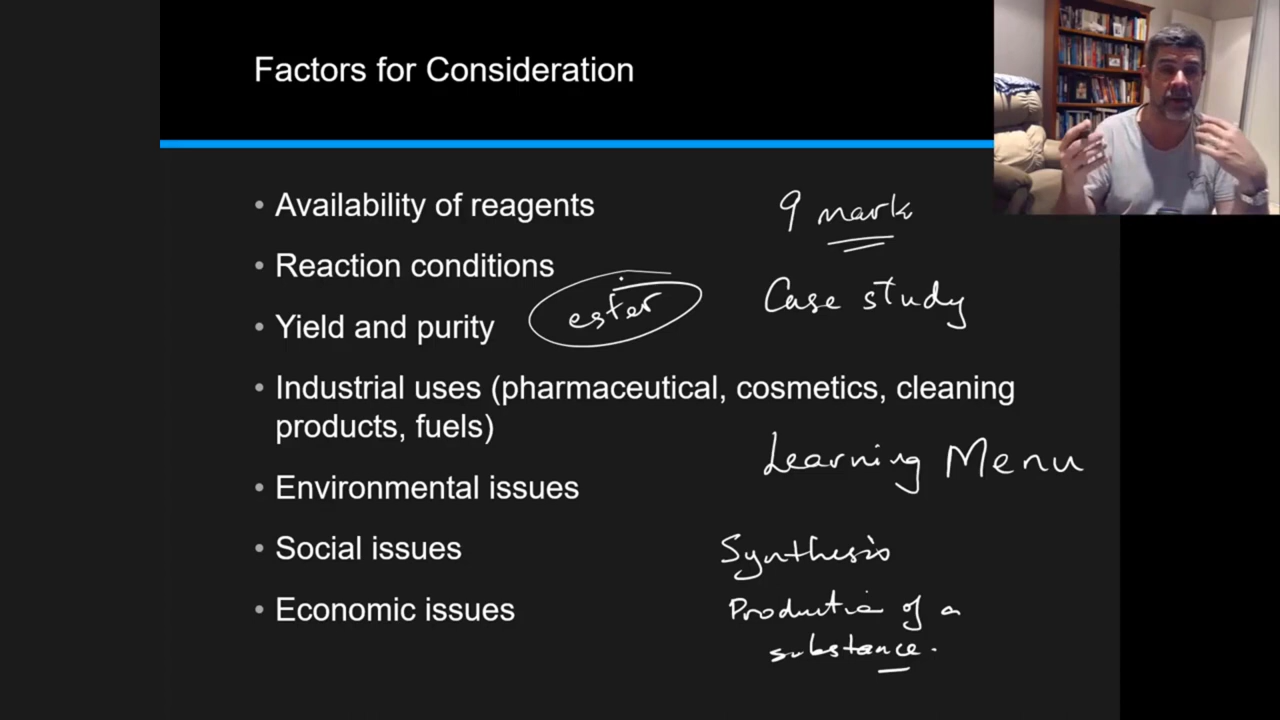 Factors for Consideration
• Availability of reagents
9 mark
• Reaction conditions
ester
Case study
• Yield and purity
• Industrial uses (pharmaceutical, cosmetics, cleaning
products, fuels)
Learning Menu
• Environmental issues
• Social issues
Synthesis
• Economic issues
Production of a
substance.